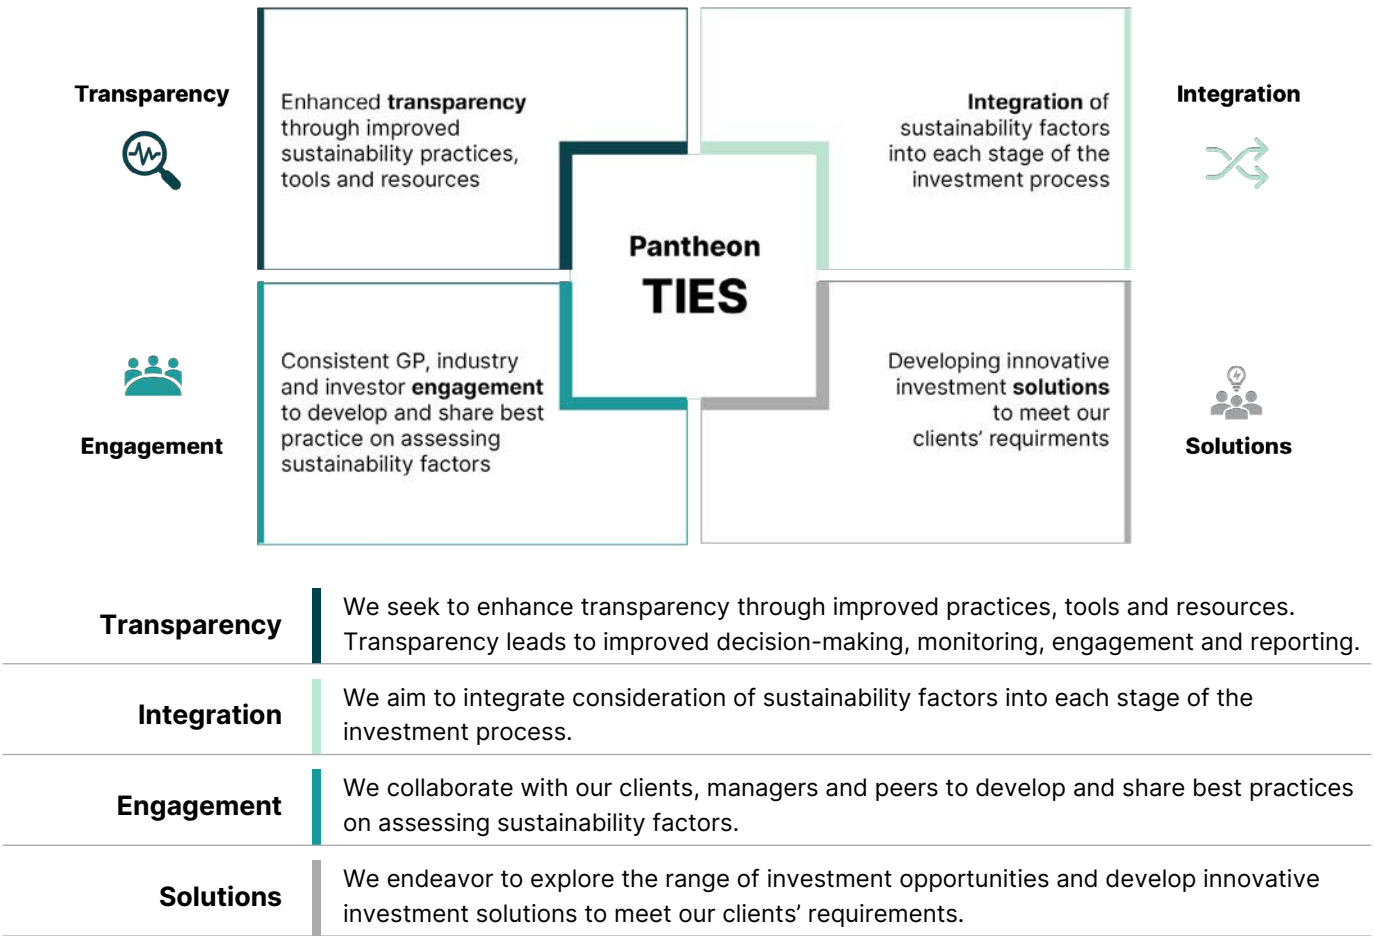 Transparency
Enhanced transparency
through improved
sustainability practices,
tools and resources
Integration of
sustainability factors
into each stage of the
investment process
Integration
Pantheon
TIES
Engagement
Consistent GP, industry
and investor engagement
to develop and share best
practice on assessing
sustainability factors
Developing innovative
investment solutions
to meet our
clients’ requirments
Solutions
Transparency
We seek to enhance transparency through improved practices, tools and resources.
Transparency leads to improved decision-making, monitoring, engagement and reporting.
Integration
We aim to integrate consideration of sustainability factors into each stage of the
investment process.
Engagement
We collaborate with our clients, managers and peers to develop and share best practices
on assessing sustainability factors.
Solutions
We endeavor to explore the range of investment opportunities and develop innovative
investment solutions to meet our clients’ requirements.